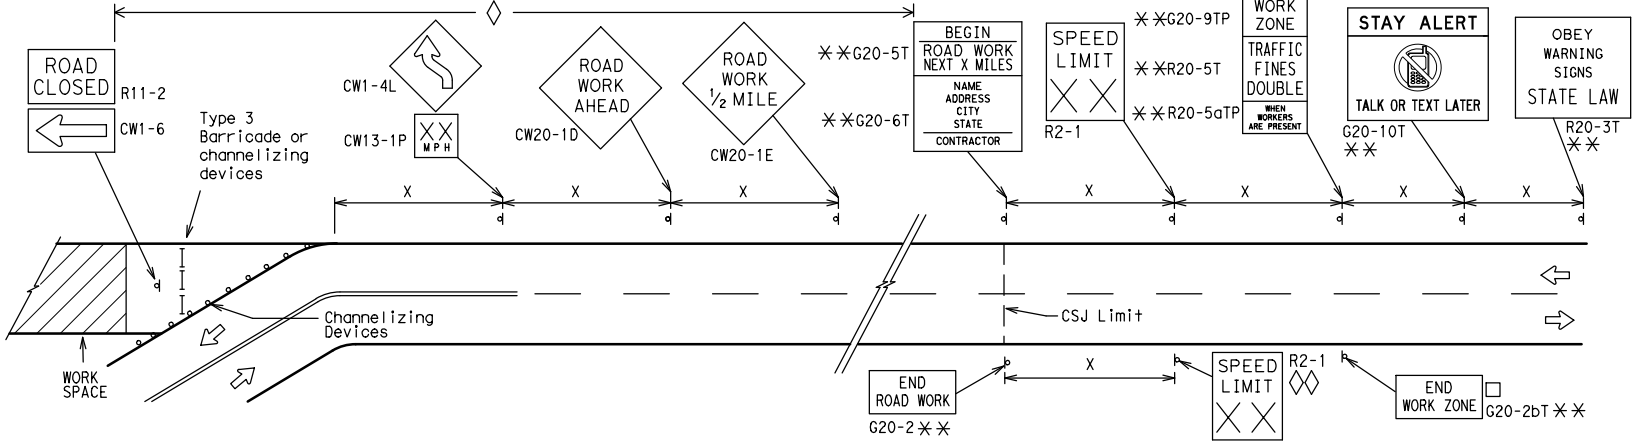 ROAD
CLOSED
R11-2
CW1-6
Type 3
Barricade or
channelizing
devices
CW1-4L
XX
MPH
CW13-1P
ROAD
WORK
AHEAD
CW20-1D
ROAD
WORK
1/2 MILE
CW20-1E
**G20-5T
**G20-6T
BEGIN
ROAD WORK
NEXT X MILES
NAME
ADDRESS
CITY
STATE
CONTRACTOR
SPEED
LIMIT
XX
R2-1
**G20-9TP
**R20-5T
**R20-5aTP
WORK
ZONE
TRAFFIC
FINES
DOUBLE
WHEN
WORKERS
ARE PRESENT
STAY ALERT
TALK OR TEXT LATER
G20-10T
**
OBEY
WARNING
SIGNS
STATE LAW
R20-3T
**
X
X
X
X
X
X
X
Channelizing
Devices
CSJ Limit
WORK
SPACE
X
END
ROAD WORK
G20-2 **
SPEED
LIMIT
XX
R2-1
END
WORK ZONE
G20-2bT **